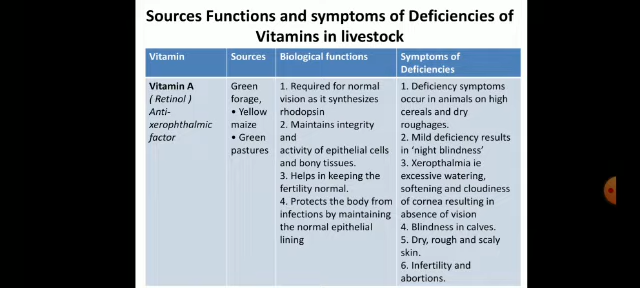 Sources Functions and symptoms of Deficiencies of
Vitamins in livestock
Vitamin
Sources
Biological functions
Symptoms of
Deficiencies
Vitamin A
( Retinol )
Anti-
xerophthalmic
factor
Green
forage,
• Yellow
maize
• Green
pastures
1. Required for normal
vision as it synthesizes
rhodopsin
2. Maintains integrity
and
activity of epithelial cells
and bony tissues.
3. Helps in keeping the
fertility normal.
4. Protects the body from
infections by maintaining
the normal epithelial
lining
1. Deficiency symptoms
occur in animals on high
cereals and dry
roughages.
2. Mild deficiency results
in ‘night blindness’
3. Xeropthalmia ie
excessive watering,
softening and cloudiness
of cornea resulting in
absence of vision
4. Blindness in calves.
5. Dry, rough and scaly
skin.
6. Infertility and
abortions.